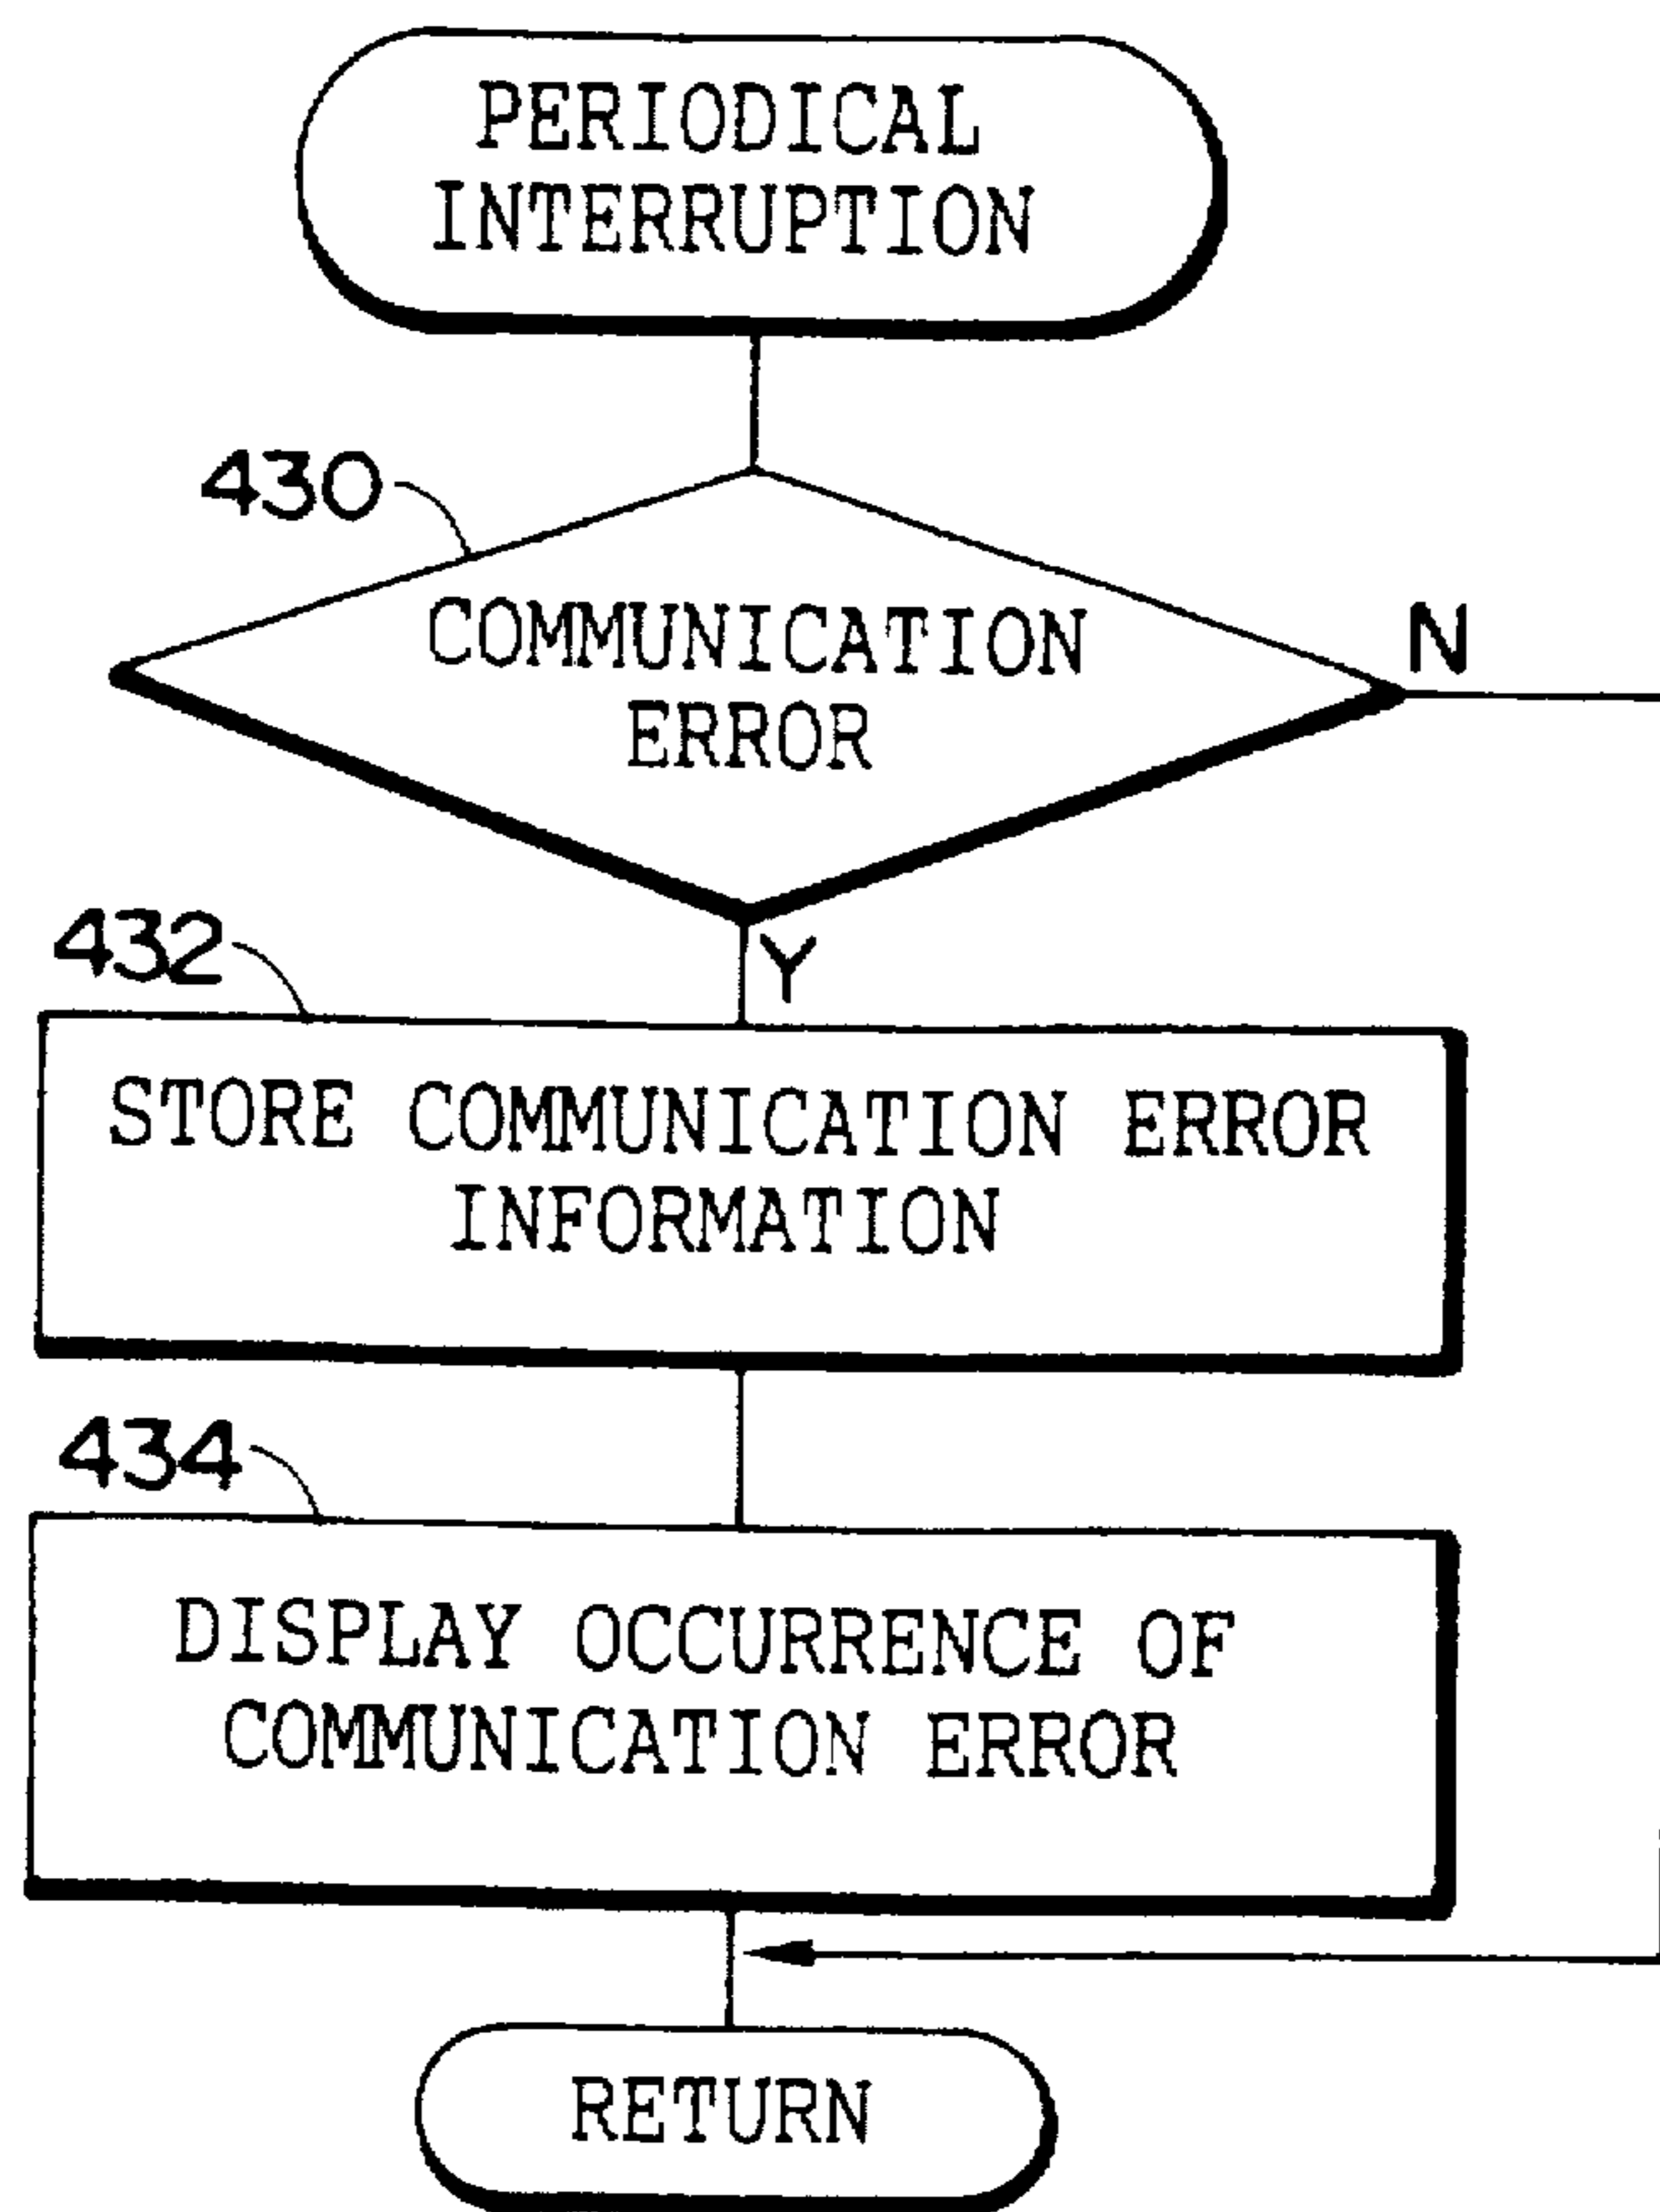 PERIODICAL
INTERRUPTION
430
COMMUNICATION
ERROR
N
432
Y
STORE COMMUNICATION ERROR
INFORMATION
434
DISPLAY OCCURRENCE OF
COMMUNICATION ERROR
RETURN